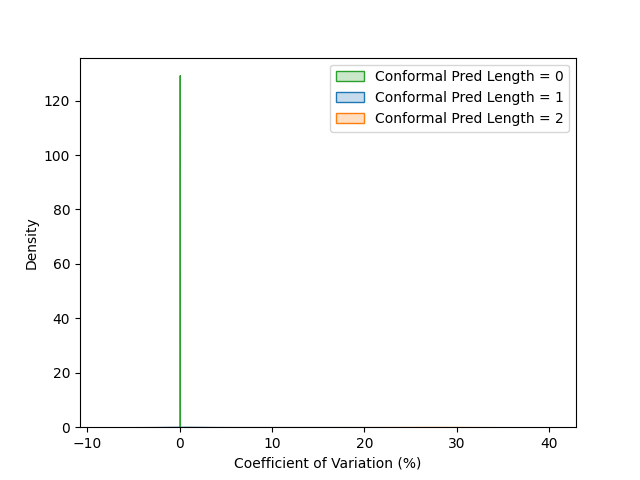 Conformal Pred Length = 0
Conformal Pred Length = 1
Conformal Pred Length = 2
120
100
80
60
40
20
0
Density
−10 0 10 20 30 40
Coefficient of Variation (%)